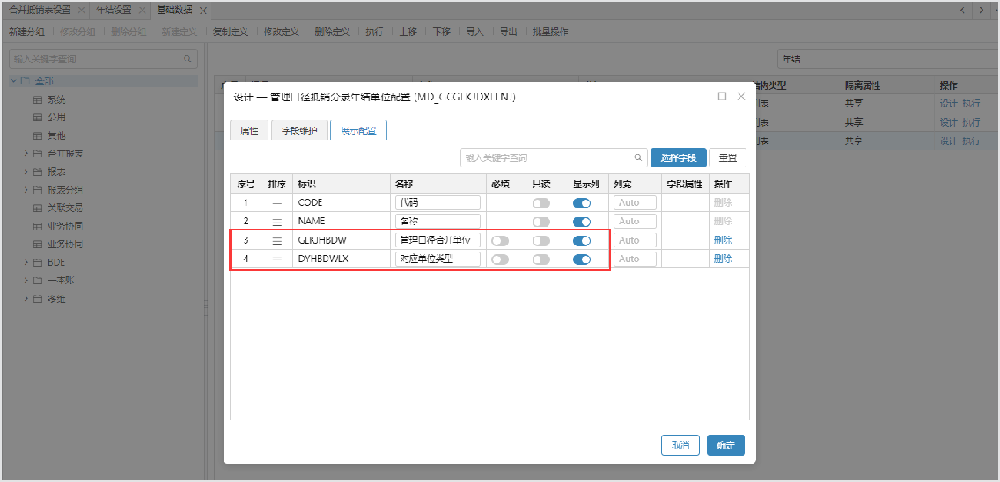 合并抵销表设置 年结设置 基础数据
新建分组 修改分组 删除分组 新建定义 复制定义 修改定义 删除定义 执行 上移 下移 导入 导出 批量操作
输入关键字查询
年结
全部
系统
公用
其他
合并报表
报表
报表分组
关联交易
业务协同
业务协同
BDE
一本账
多维
结构类型 隔离属性 操作
列表 共享 设计 执行
列表 共享 设计 执行
列表 共享 设计 执行
设计 — 管理口径抵销分录年结单位配置 (MD_GCGLKJDXFLNJ)
属性 字段维护 展示配置
输入关键字查询 选择字段 重置
序号 排序 标识 名称 必填 只读 显示列 列宽 字段属性 操作
1 CODE 代码 Auto 删除
2 NAME 名称 Auto 删除
3 GLKJHBDW 管理口径合并单位 Auto 删除
4 DYHBDWLX 对应单位类型 Auto 删除
取消 确定